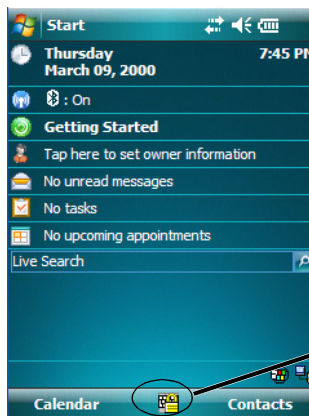 Start
Thursday 7:45 PM
March 09, 2000
: On
Getting Started
Tap here to set owner information
No unread messages
No tasks
No upcoming appointments
Live Search
Calendar Contacts